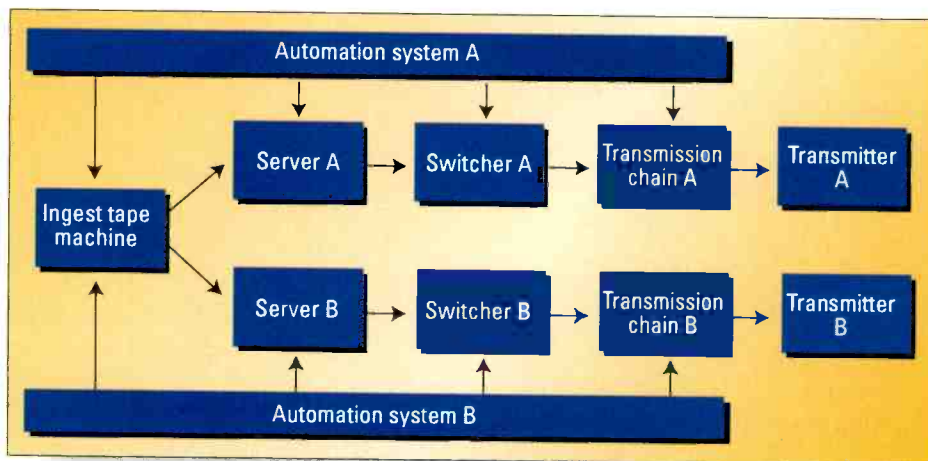 Automation system A
Server A
Switcher A
Transmission
chain A
Transmitter
A
Ingest tape
machine
Server B
Switcher B
Transmission
chain B
Transmitter
B
Automation system B